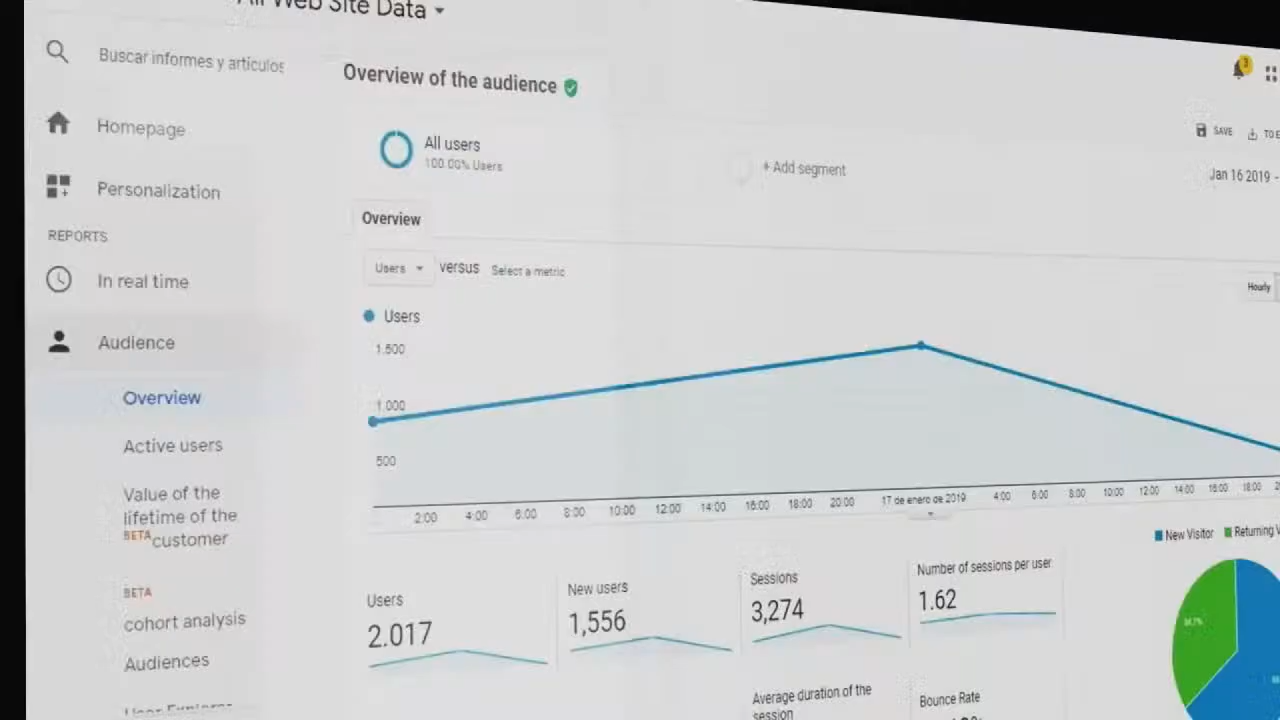 All Web Site Data
Buscar informes y artículos
Homepage
Personalization
REPORTS
In real time
Audience
Overview
Active users
Value of the
lifetime of the
BETA customer
BETA
cohort analysis
Audiences
Overview of the audience
All users
100.00% Users
+ Add segment
3
SAVE
Jan 16 2019 -
Overview
Users versus Select a metric
Hourly
Users
1.500
1,000
500
2:00 4:00 6:00 8:00 10:00 12:00 14:00 16:00 18:00 20:00 17 de enero de 2019 4:00 6:00 8:00 10:00 12:00 14:00 16:00 18:00
Users
2.017
New users
1,556
Sessions
3,274
Number of sessions per user
1.62
New Visitor Returning V
Average duration of the
session
Bounce Rate